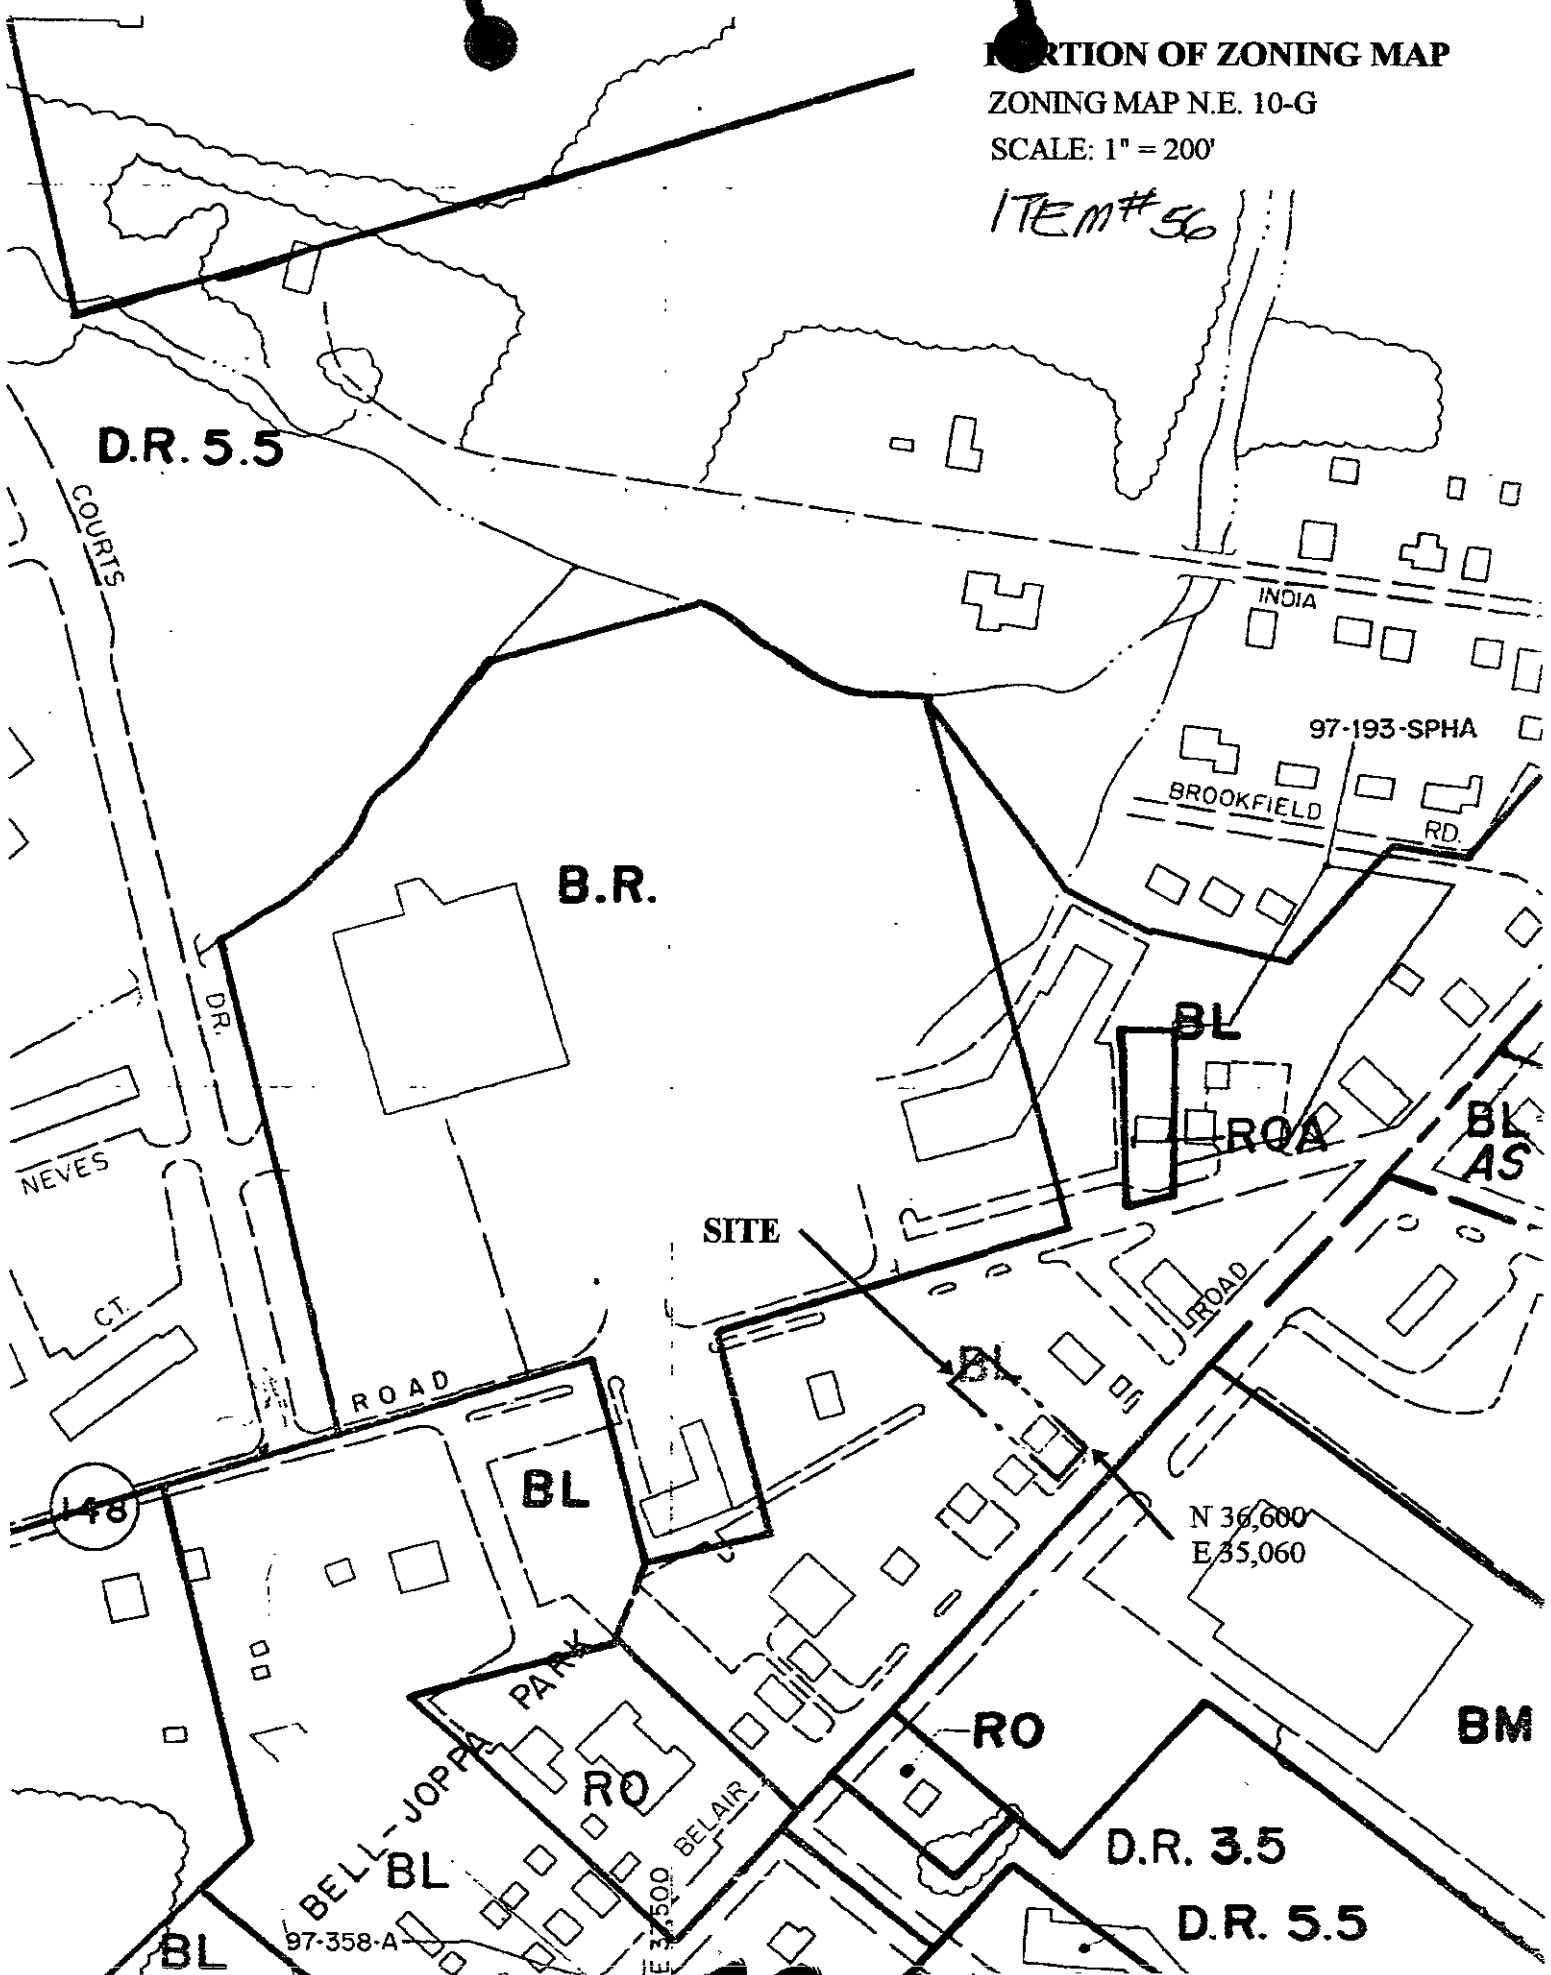 PORTION OF ZONING MAP
ZONING MAP N.E. 10-G
SCALE: 1" = 200'
ITEM # 56
D.R. 5.5
COURTS
INDIA
97-193-SPHA
BROOKFIELD
RD.
B.R.
DR.
BL
ROA
BL
AS
NEVES
SITE
CT.
ROAD
BL
ROAD
BL
148
N 36,600
E 35,060
PARK
RO
BM
BELL-JOPPA
RO
BELAIR
D.R. 3.5
BL
D.R. 5.5
97-358-A
BL